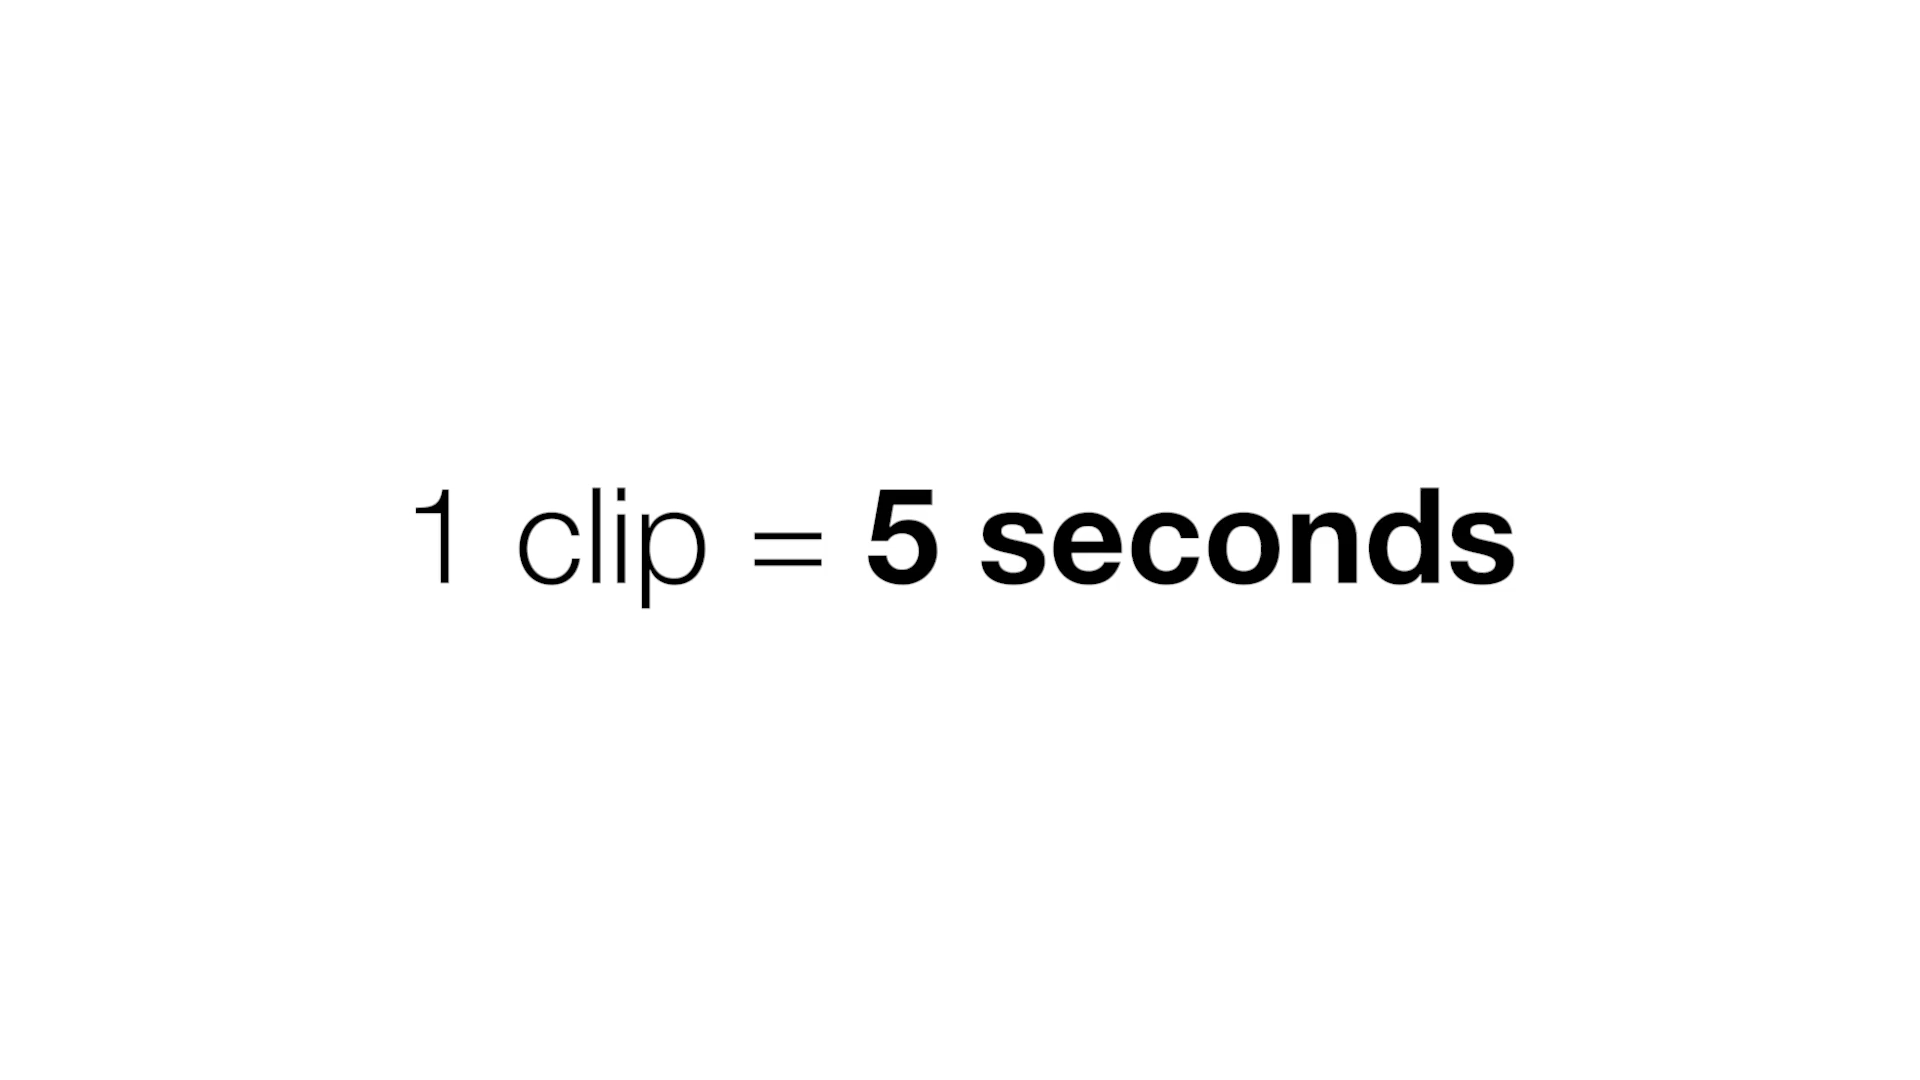 1 clip = 5 seconds